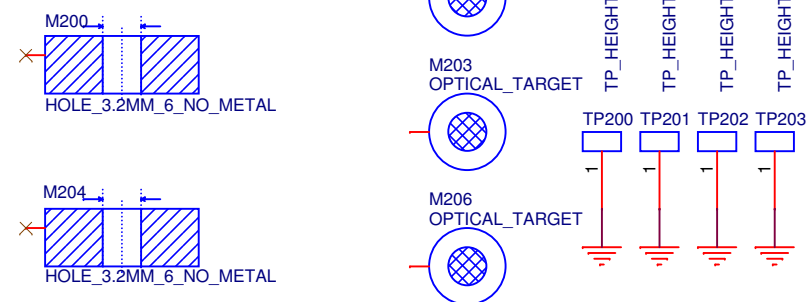 M200
HOLE_3.2MM_6_NO_METAL
M204
HOLE_3.2MM_6_NO_METAL
M203
OPTICAL_TARGET
M206
OPTICAL_TARGET
TP_HEIGHT
TP_HEIGHT
TP_HEIGHT
TP_HEIGHT
TP200 TP201 TP202 TP203
1 1 1 1